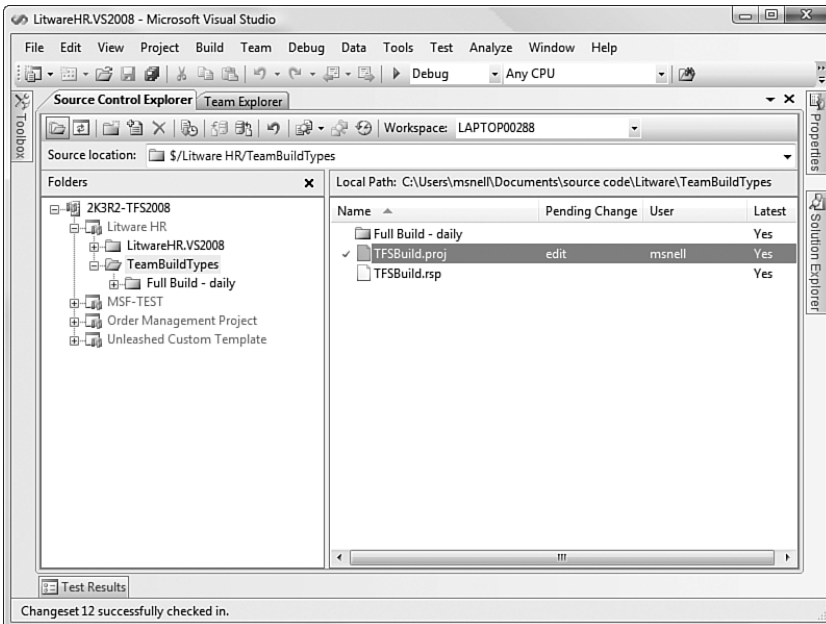 LitwareHR.VS2008 - Microsoft Visual Studio
File Edit View Project Build Team Debug Data Tools Test Analyze Window Help
Debug Any CPU
Toolbox
Source Control Explorer Team Explorer
Properties
Solution Explorer
Workspace: LAPTOP00288
Source location: $/Litware HR/TeamBuildTypes
Folders
2K3R2-TFS2008
Litware HR
LitwareHR.VS2008
TeamBuildTypes
Full Build - daily
MSF-TEST
Order Management Project
Unleashed Custom Template
Local Path: C:\Users\msnell\Documents\source code\Litware\TeamBuildTypes
Name Pending Change User Latest
Full Build - daily Yes
TFSBuild.proj edit msnell Yes
TFSBuild.rsp Yes
Test Results
Changeset 12 successfully checked in.